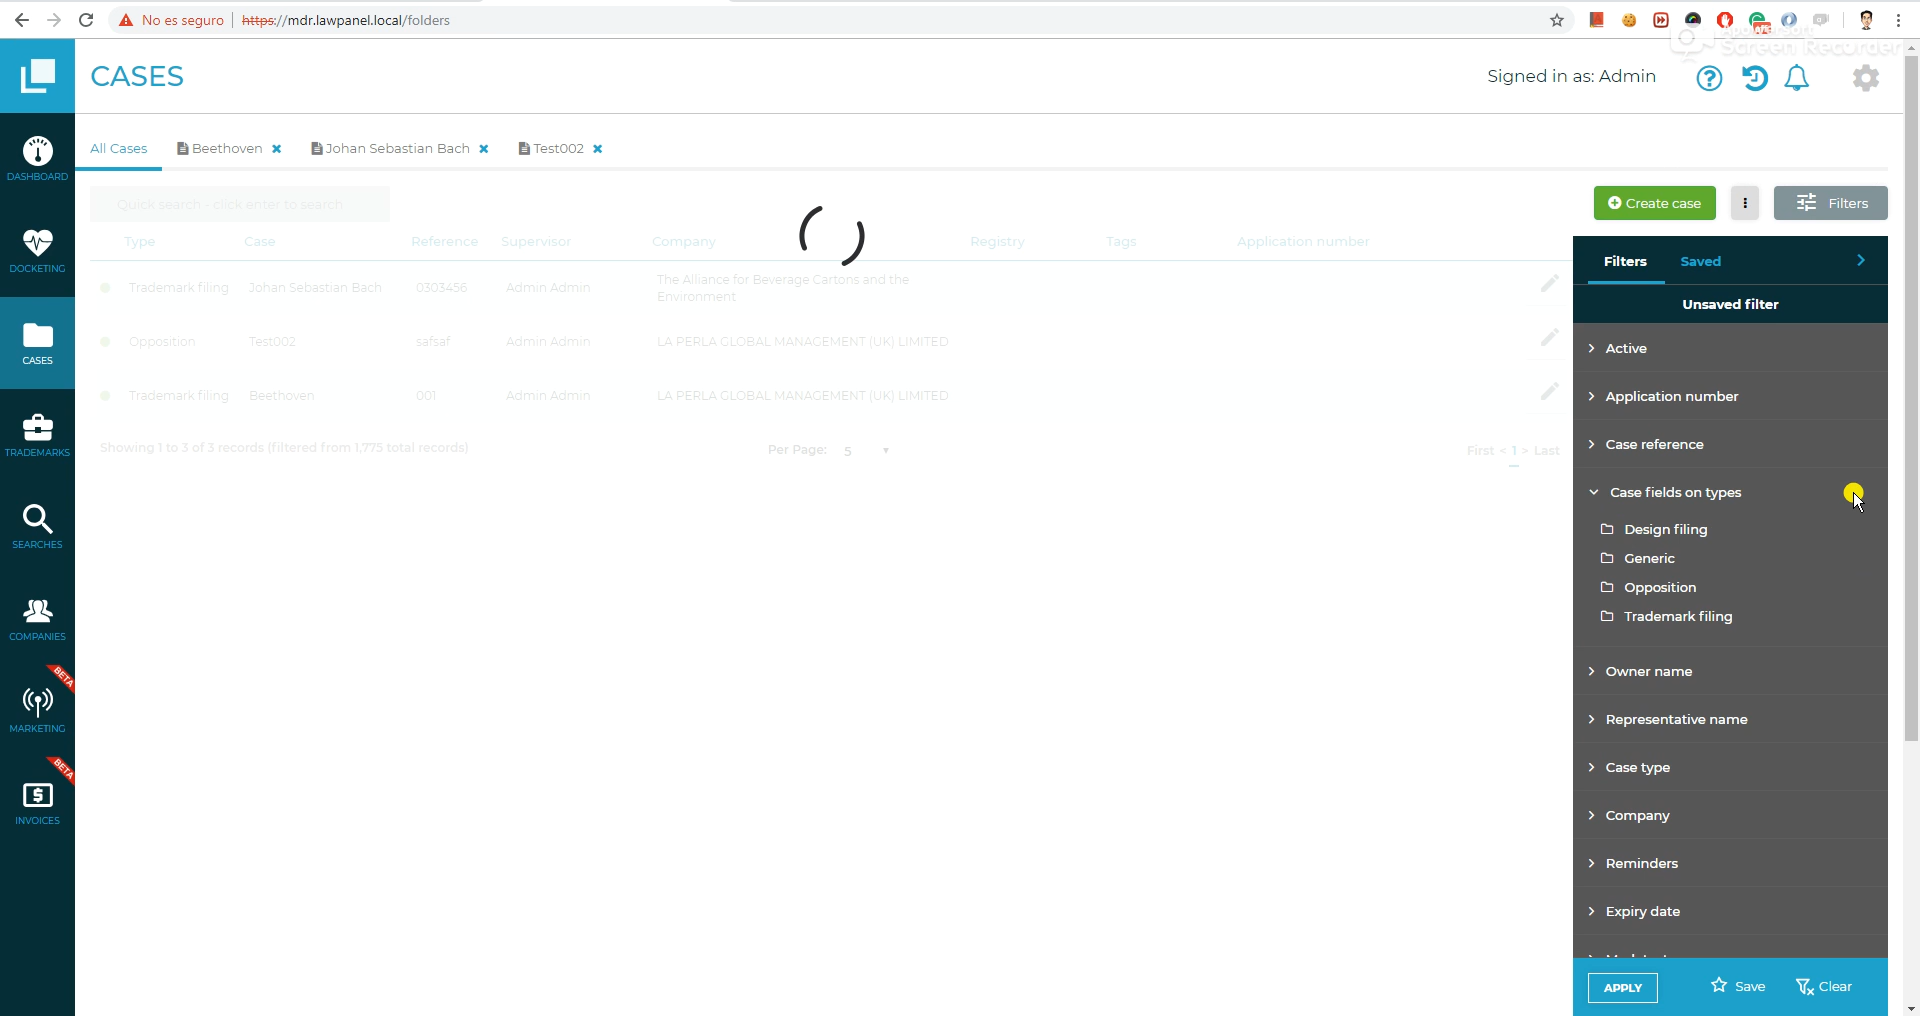 No es seguro | https://mdr.lawpanel.local/folders
Apowersoft
Screen Recorder
CASES
Signed in as: Admin
DASHBOARD
DOCKETING
CASES
TRADEMARKS
SEARCHES
COMPANIES
BETA
MARKETING
BETA
INVOICES
All Cases
Beethoven
Johan Sebastian Bach
Test002
Quick search - click enter to search
Create case
Filters
Type Case Reference Supervisor Company Registry Tags Application number
Trademark filing Johan Sebastian Bach 0303456 Admin Admin The Alliance for Beverage Cartons and the
Environment
Opposition Test002 safsaf Admin Admin LA PERLA GLOBAL MANAGEMENT (UK) LIMITED
Trademark filing Beethoven 001 Admin Admin LA PERLA GLOBAL MANAGEMENT (UK) LIMITED
Showing 1 to 3 of 3 records (filtered from 1,775 total records)
Per Page: 5
First < 1 > Last
Filters Saved
Unsaved filter
Active
Application number
Case reference
Case fields on types
Design filing
Generic
Opposition
Trademark filing
Owner name
Representative name
Case type
Company
Reminders
Expiry date
APPLY
Save
Clear